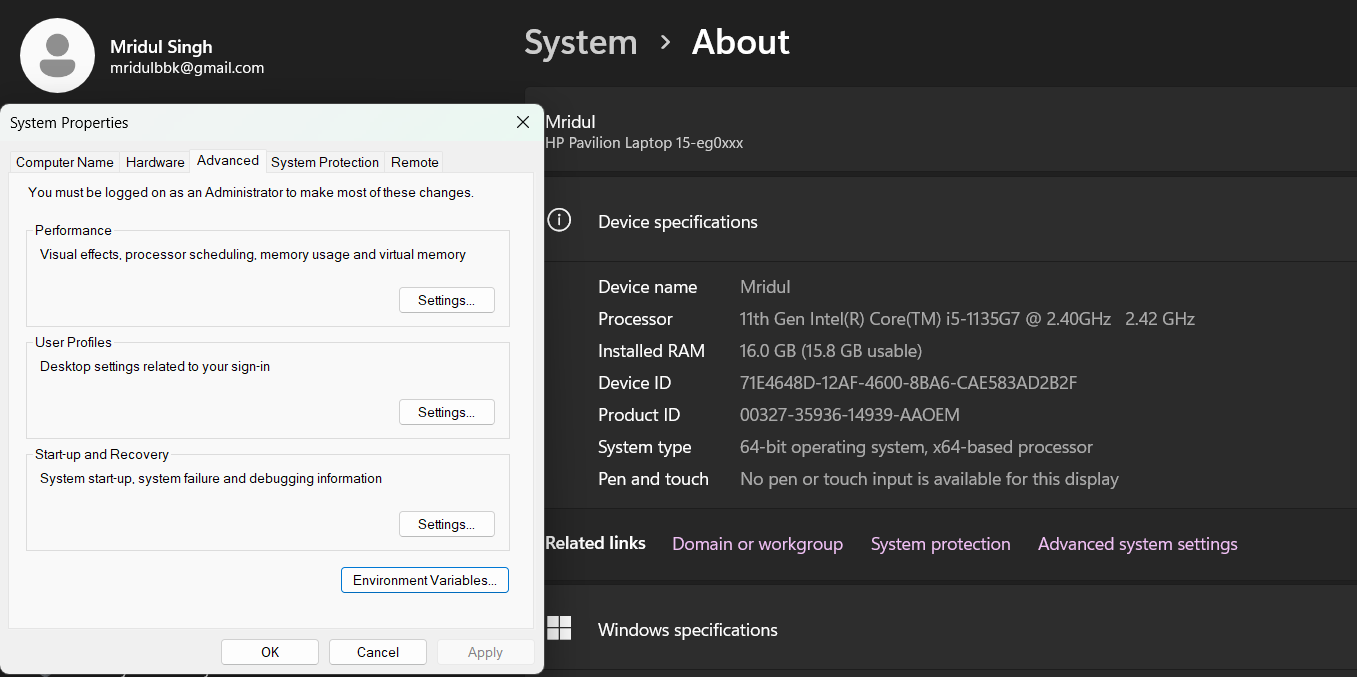 Mridul Singh
mridulbbk@gmail.com
System > About
System Properties
Computer Name Hardware Advanced System Protection Remote
You must be logged on as an Administrator to make most of these changes.
Performance
Visual effects, processor scheduling, memory usage and virtual memory
Settings...
User Profiles
Desktop settings related to your sign-in
Settings...
Start-up and Recovery
System start-up, system failure and debugging information
Settings...
Environment Variables...
OK Cancel Apply
Mridul
HP Pavilion Laptop 15-eg0xxx
Device specifications
Device name Mridul
Processor 11th Gen Intel(R) Core(TM) i5-1135G7 @ 2.40GHz 2.42 GHz
Installed RAM 16.0 GB (15.8 GB usable)
Device ID 71E4648D-12AF-4600-8BA6-CAE583AD2B2F
Product ID 00327-35936-14939-AAOEM
System type 64-bit operating system, x64-based processor
Pen and touch No pen or touch input is available for this display
Related links Domain or workgroup System protection Advanced system settings
Windows specifications